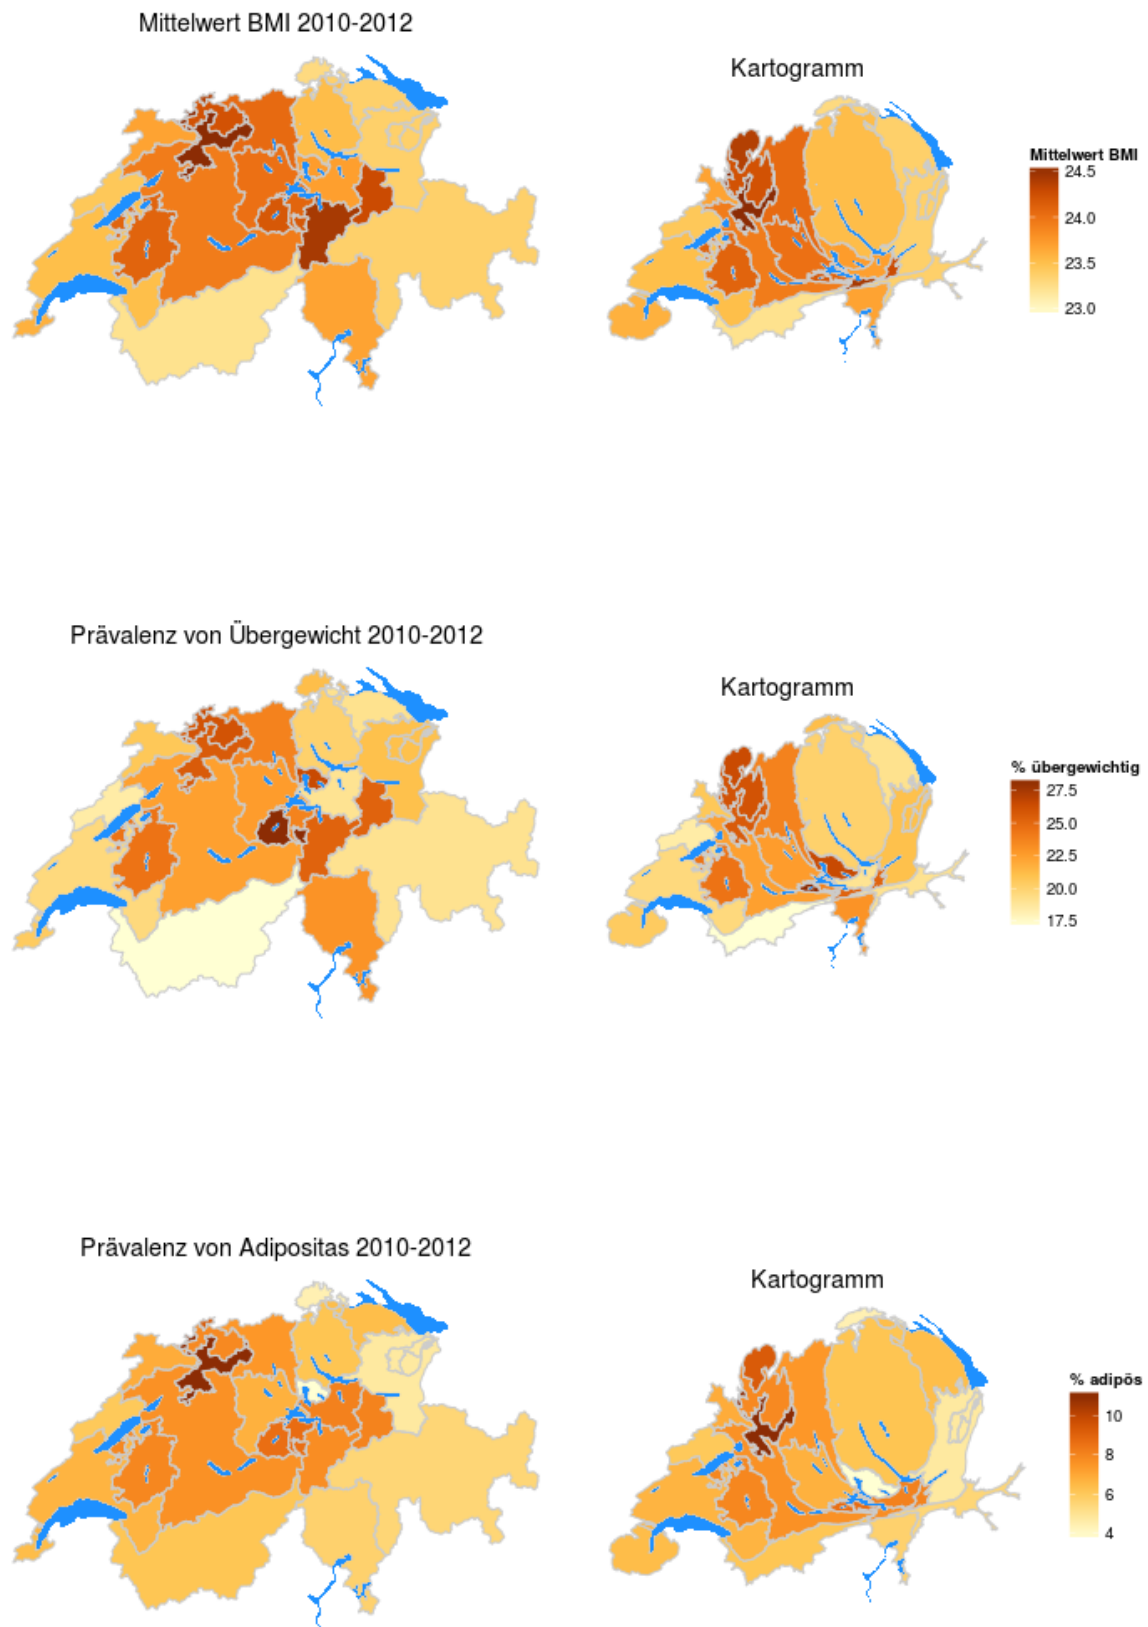 Mittelwert BMI 2010-2012
Kartogramm
Mittelwert BMI
24.5
24.0
23.5
23.0
Prävalenz von Übergewicht 2010-2012
Kartogramm
% übergewichtig
27.5
25.0
22.5
20.0
17.5
Prävalenz von Adipositas 2010-2012
Kartogramm
% adipös
10
8
6
4